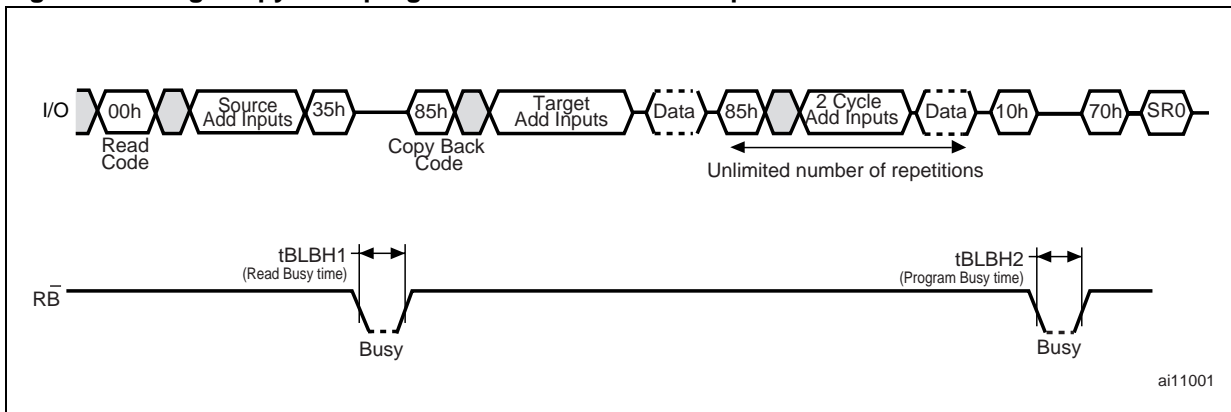 I/O 00h Source Add Inputs 35h 85h Target Add Inputs Data 85h 2 Cycle Add Inputs Data 10h 70h SR0
Read Code
Copy Back Code
Unlimited number of repetitions
tBLBH1
(Read Busy time)
tBLBH2
(Program Busy time)
RB
Busy
Busy
ai11001